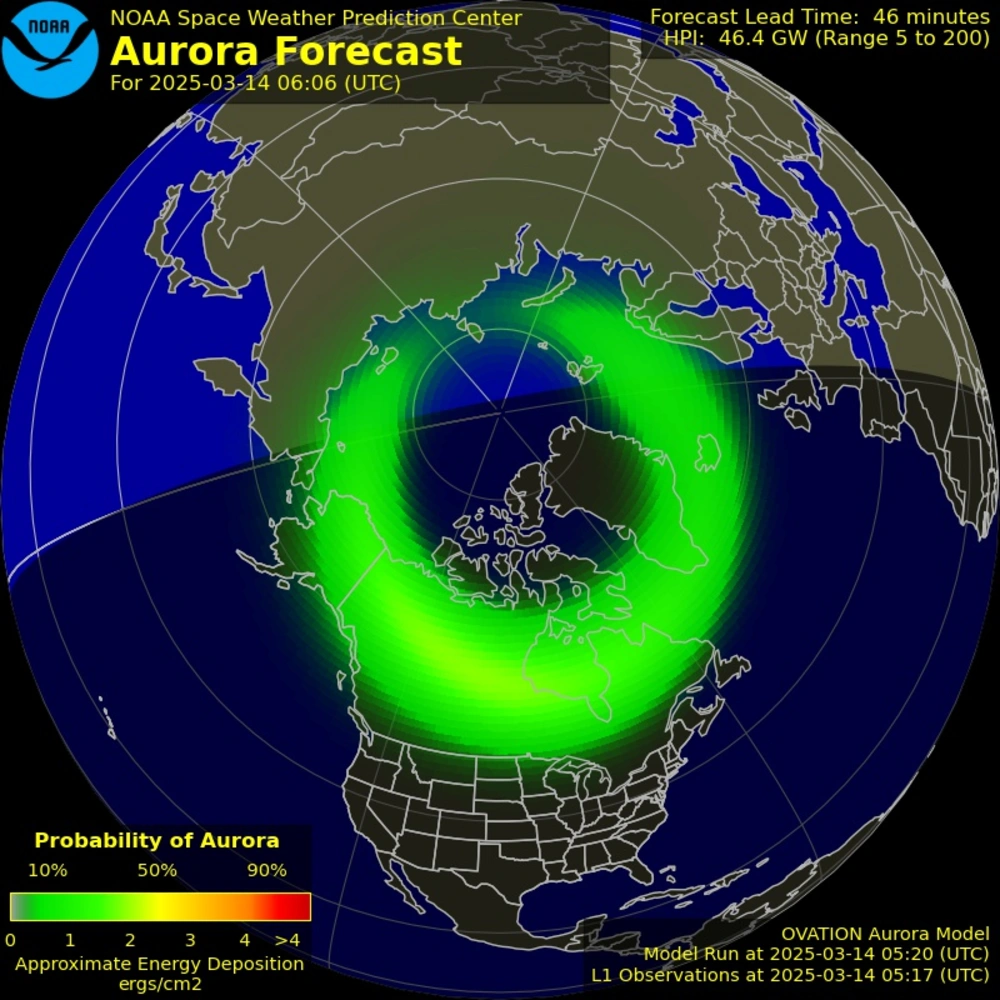 NOAA
NOAA Space Weather Prediction Center
Aurora Forecast
For 2025-03-14 06:06 (UTC)
Forecast Lead Time: 46 minutes
HPI: 46.4 GW (Range 5 to 200)
Probability of Aurora
10% 50% 90%
0 1 2 3 4 >4
Approximate Energy Deposition
ergs/cm2
OVATION Aurora Model
Model Run at 2025-03-14 05:20 (UTC)
L1 Observations at 2025-03-14 05:17 (UTC)